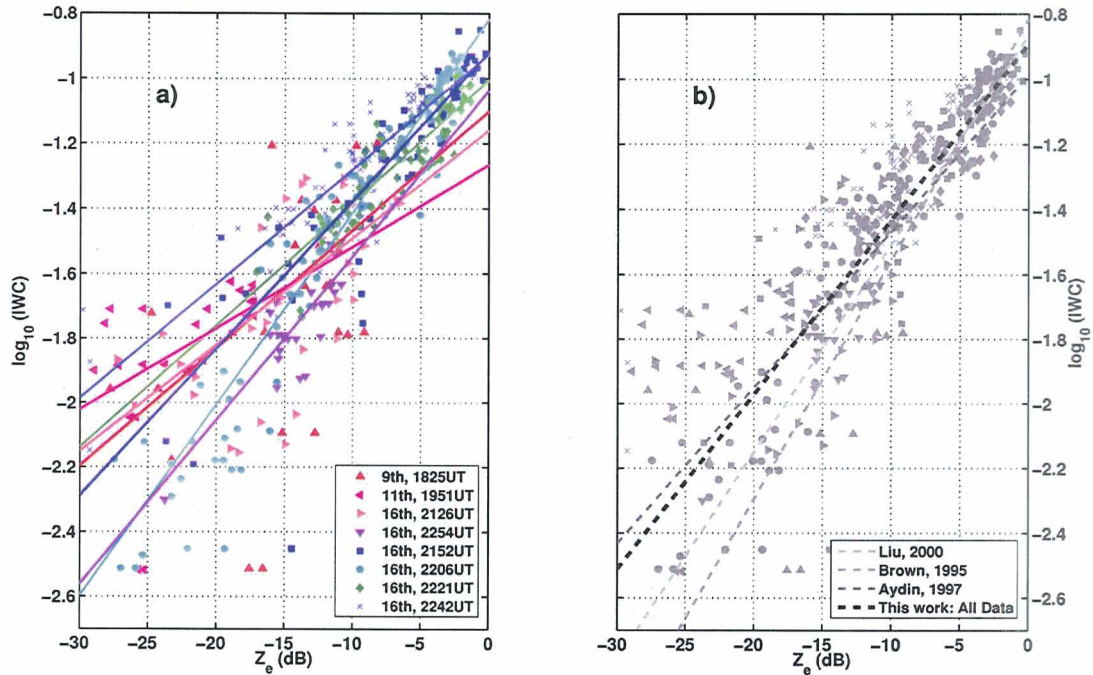 a)
log10 (IWC)
−0.8
−1
−1.2
−1.4
−1.6
−1.8
−2
−2.2
−2.4
−2.6
−30
−25
−20
−15
−10
−5
0
Ze (dB)
9th, 1825UT
11th, 1951UT
16th, 2126UT
16th, 2254UT
16th, 2152UT
16th, 2206UT
16th, 2221UT
16th, 2242UT
b)
−0.8
−1
−1.2
−1.4
−1.6
−1.8
−2
−2.2
−2.4
−2.6
log10 (IWC)
−30
−25
−20
−15
−10
−5
0
Ze (dB)
Liu, 2000
Brown, 1995
Aydin, 1997
This work: All Data